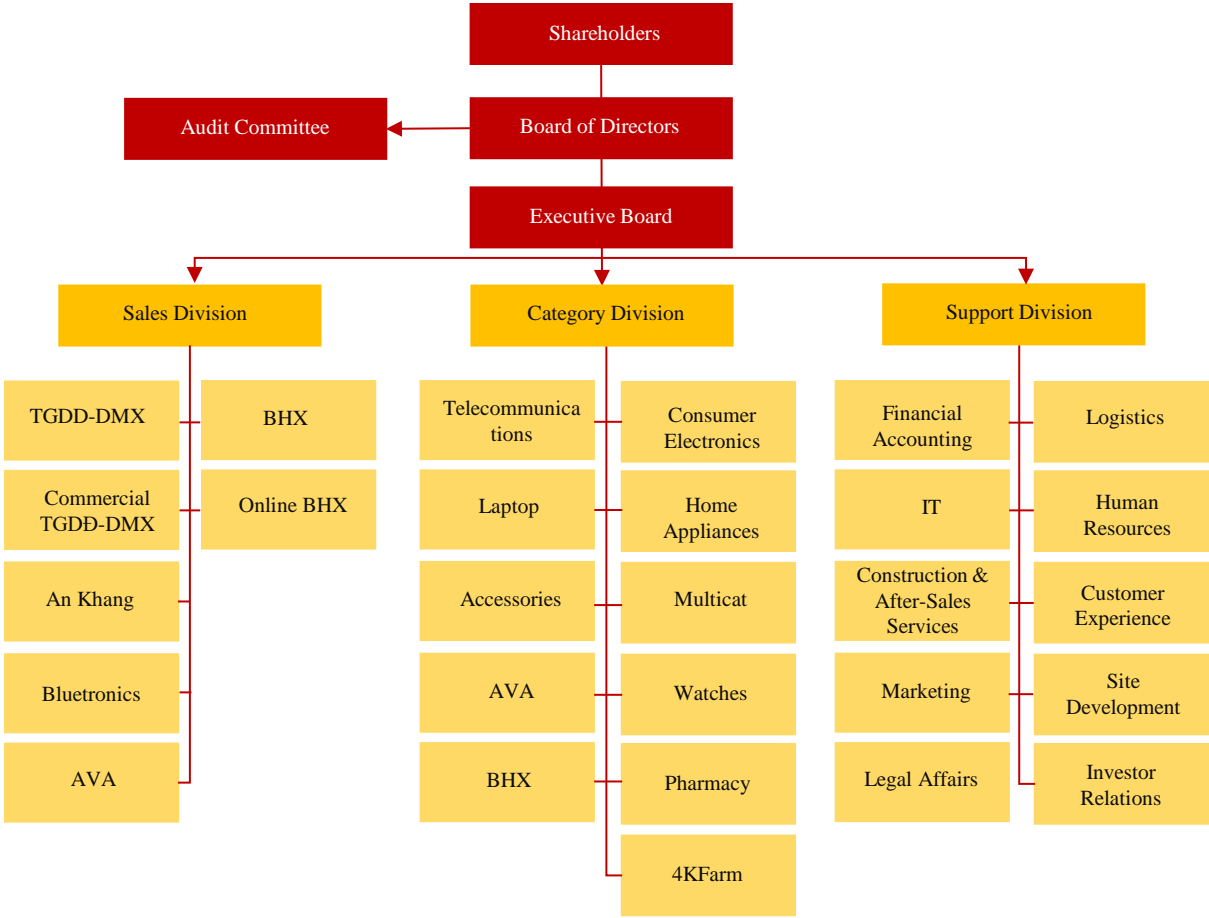 Shareholders
Audit Committee
Board of Directors
Executive Board
Sales Division
Category Division
Support Division
TGDD-DMX
BHX
Commercial
TGDĐ-DMX
Online BHX
An Khang
Bluetronics
AVA
Telecommunica
tions
Consumer
Electronics
Laptop
Home
Appliances
Accessories
Multicat
AVA
Watches
BHX
Pharmacy
4KFarm
Financial
Accounting
Logistics
IT
Human
Resources
Construction &
After-Sales
Services
Customer
Experience
Marketing
Site
Development
Legal Affairs
Investor
Relations